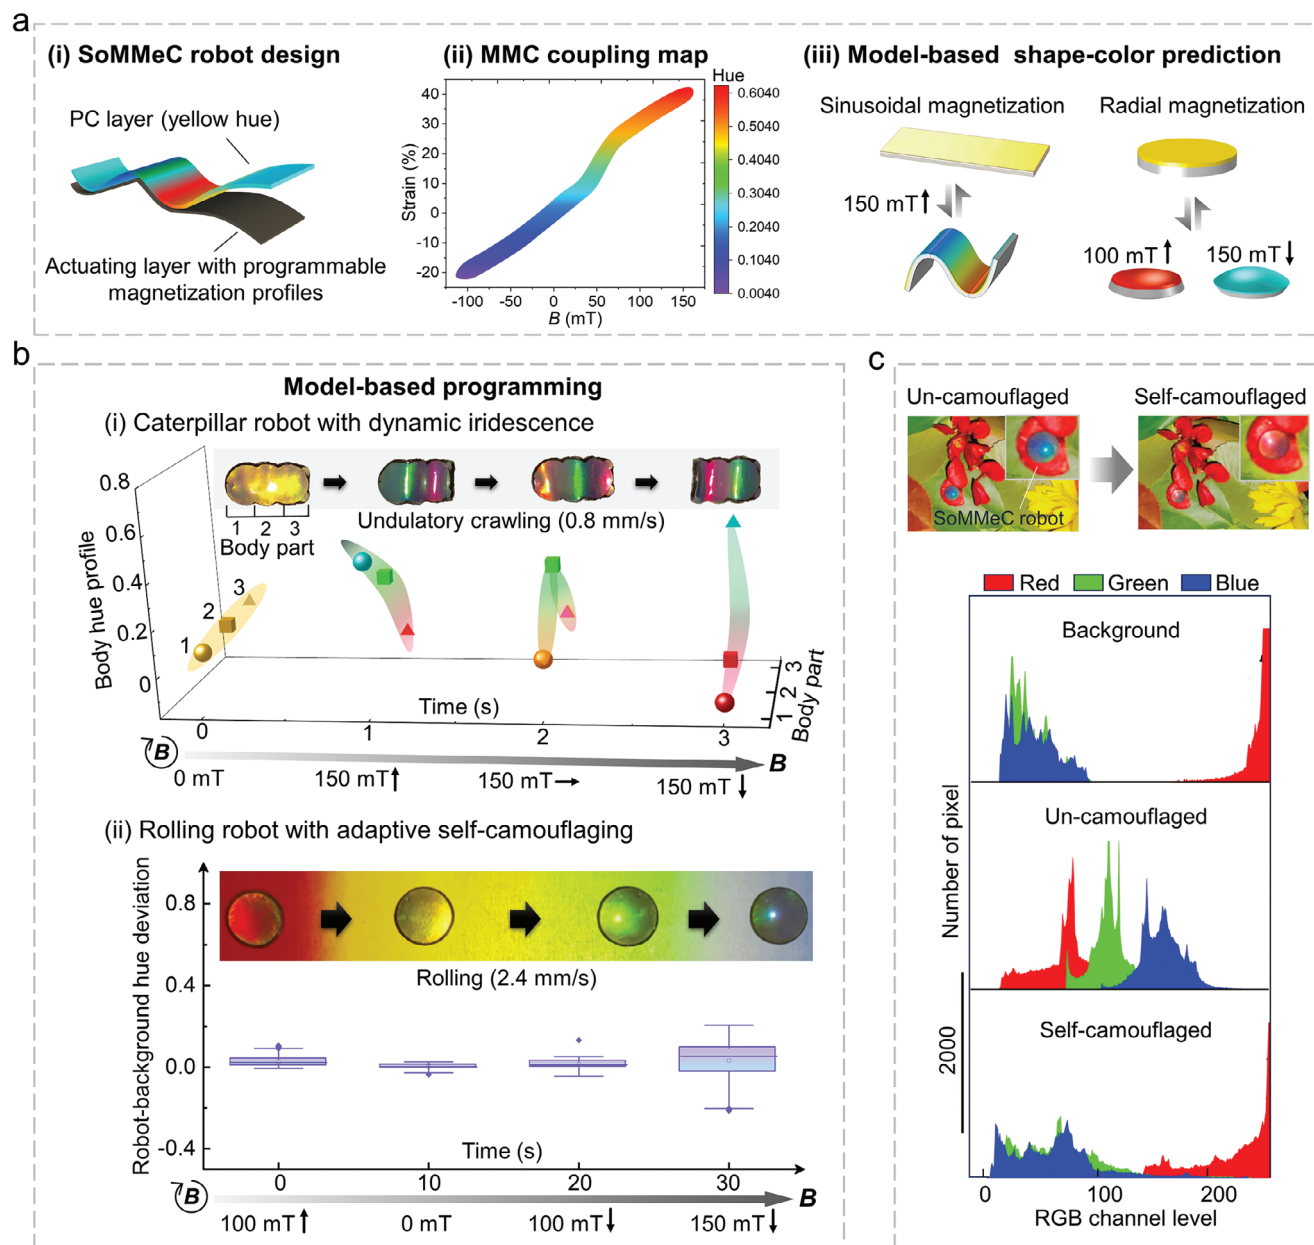 a
(i) SoMMeC robot design
PC layer (yellow hue)
Actuating layer with programmable
magnetization profiles
(ii) MMC coupling map
Hue
0.6040
0.5040
0.4040
0.3040
0.2040
0.1040
0.0040
Strain (%)
40
30
20
10
0
-10
-20
-100
-50
0
50
100
150
B (mT)
(iii) Model-based shape-color prediction
Sinusoidal magnetization
Radial magnetization
150 mT↑
100 mT↑
150 mT↓
b
Model-based programming
(i) Caterpillar robot with dynamic iridescence
0.8
0.6
0.4
0.2
0
Body hue profile
1 2 3
Body part
Undulatory crawling (0.8 mm/s)
1
2
3
Time (s)
0
1
2
3
1
2
3
Body part
B
B
0 mT
150 mT↑
150 mT→
150 mT↓
(ii) Rolling robot with adaptive self-camouflaging
Robot-background hue deviation
0.8
0.4
0.0
-0.4
Rolling (2.4 mm/s)
Time (s)
0
10
20
30
B
B
100 mT↑
0 mT
100 mT↓
150 mT↓
c
Un-camouflaged
Self-camouflaged
SoMMeC robot
Red
Green
Blue
Background
Un-camouflaged
Self-camouflaged
Number of pixel
2000
0
100
200
RGB channel level